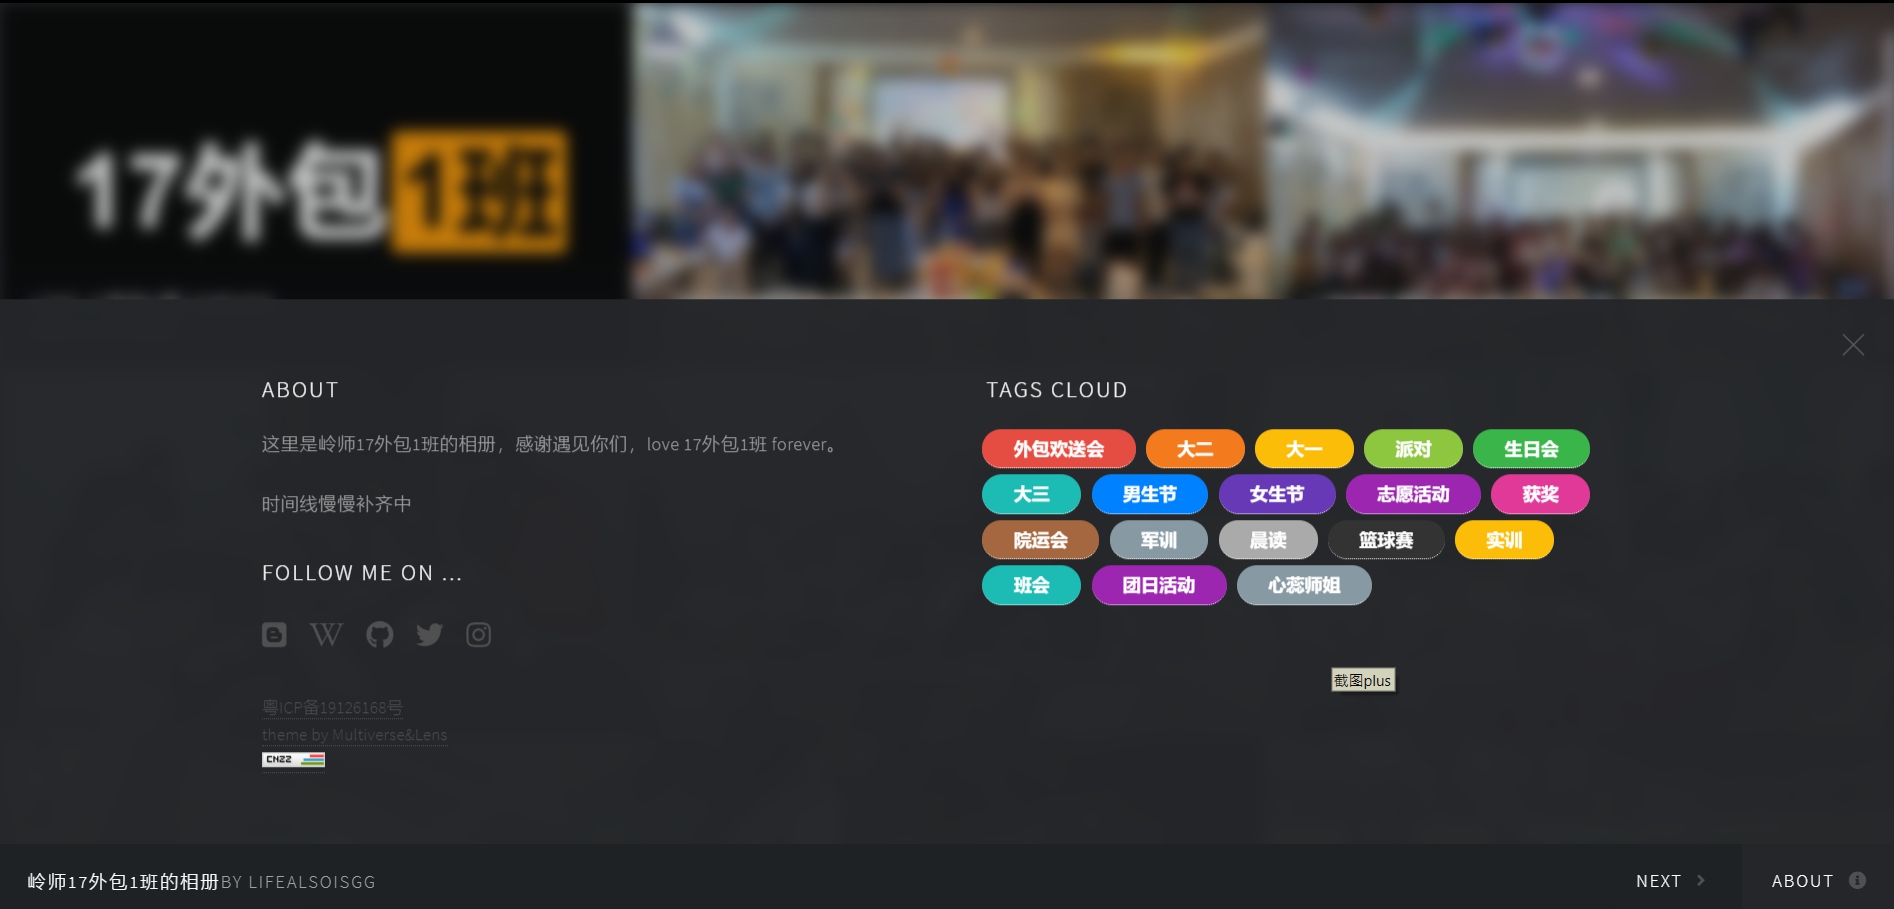 17外包1班
ABOUT
这里是岭师17外包1班的相册，感谢遇见你们，love 17外包1班 forever。
时间线慢慢补齐中
FOLLOW ME ON ...
粤ICP备19126168号
theme by Multiverse&Lens
CNZZ
TAGS CLOUD
外包欢送会 大二 大一 派对 生日会
大三 男生节 女生节 志愿活动 获奖
院运会 军训 晨读 篮球赛 实训
班会 团日活动 心蕊师姐
截图plus
岭师17外包1班的相册BY LIFEALSOISGG
NEXT
ABOUT